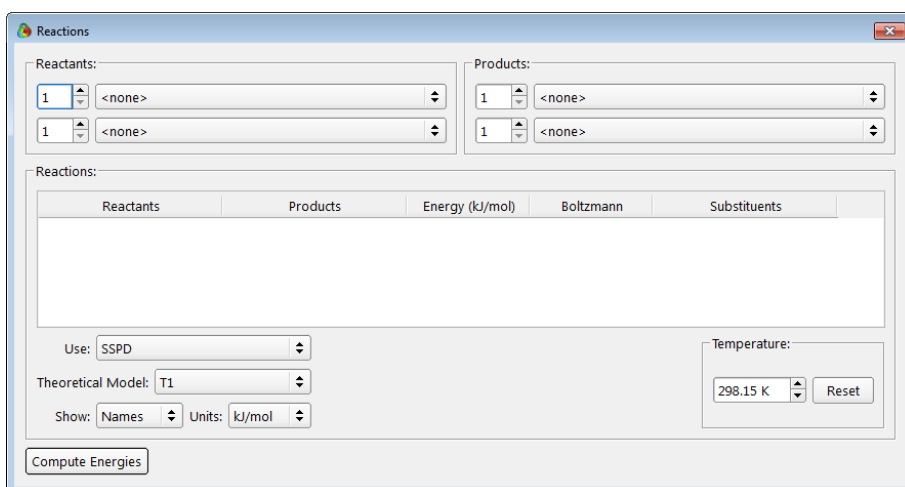 Reactions
Reactants:
Products:
1 <none>
1 <none>
1 <none>
1 <none>
Reactions:
Reactants Products Energy (kJ/mol) Boltzmann Substituents
Use: SSPD
Temperature:
Theoretical Model: T1
298.15 K Reset
Show: Names Units: kJ/mol
Compute Energies